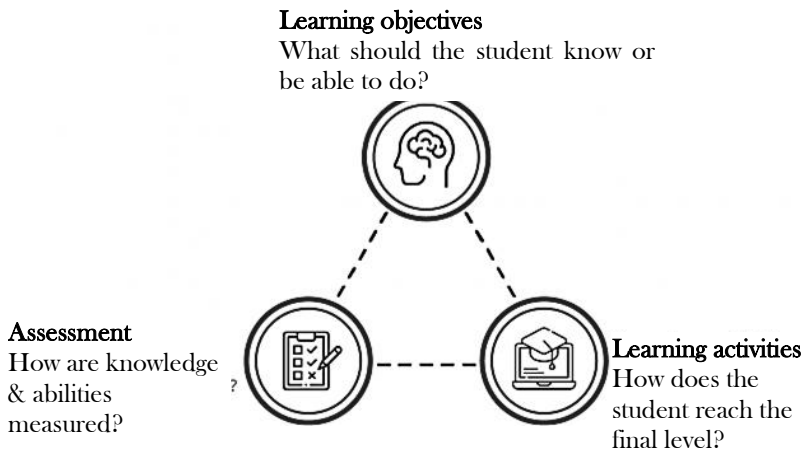 Learning objectives
What should the student know or
be able to do?
Assessment
How are knowledge
& abilities
measured?
?
Learning activities
How does the
student reach the
final level?